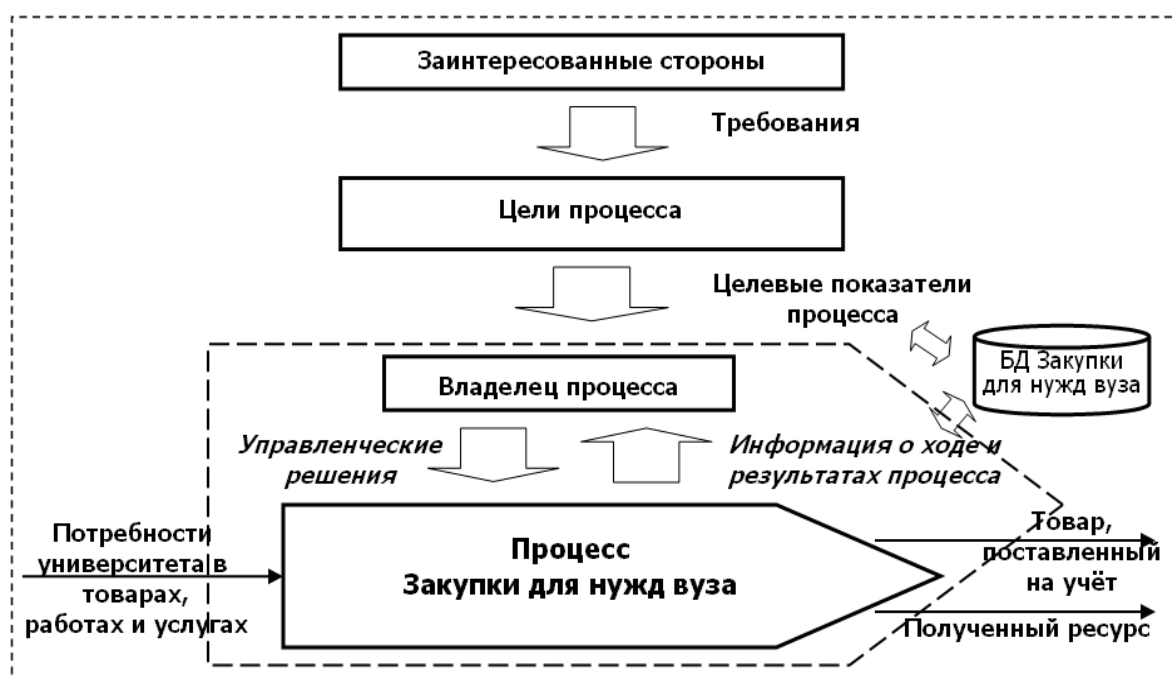 Заинтересованные стороны
Требования
Цели процесса
Целевые показатели
процесса
БД Закупки
для нужд вуза
Владелец процесса
Управленческие
решения
Информация о ходе и
результатах процесса
Потребности
университета в
товарах,
работах и услугах
Процесс
Закупки для нужд вуза
Товар,
поставленный
на учёт
Полученный ресурс